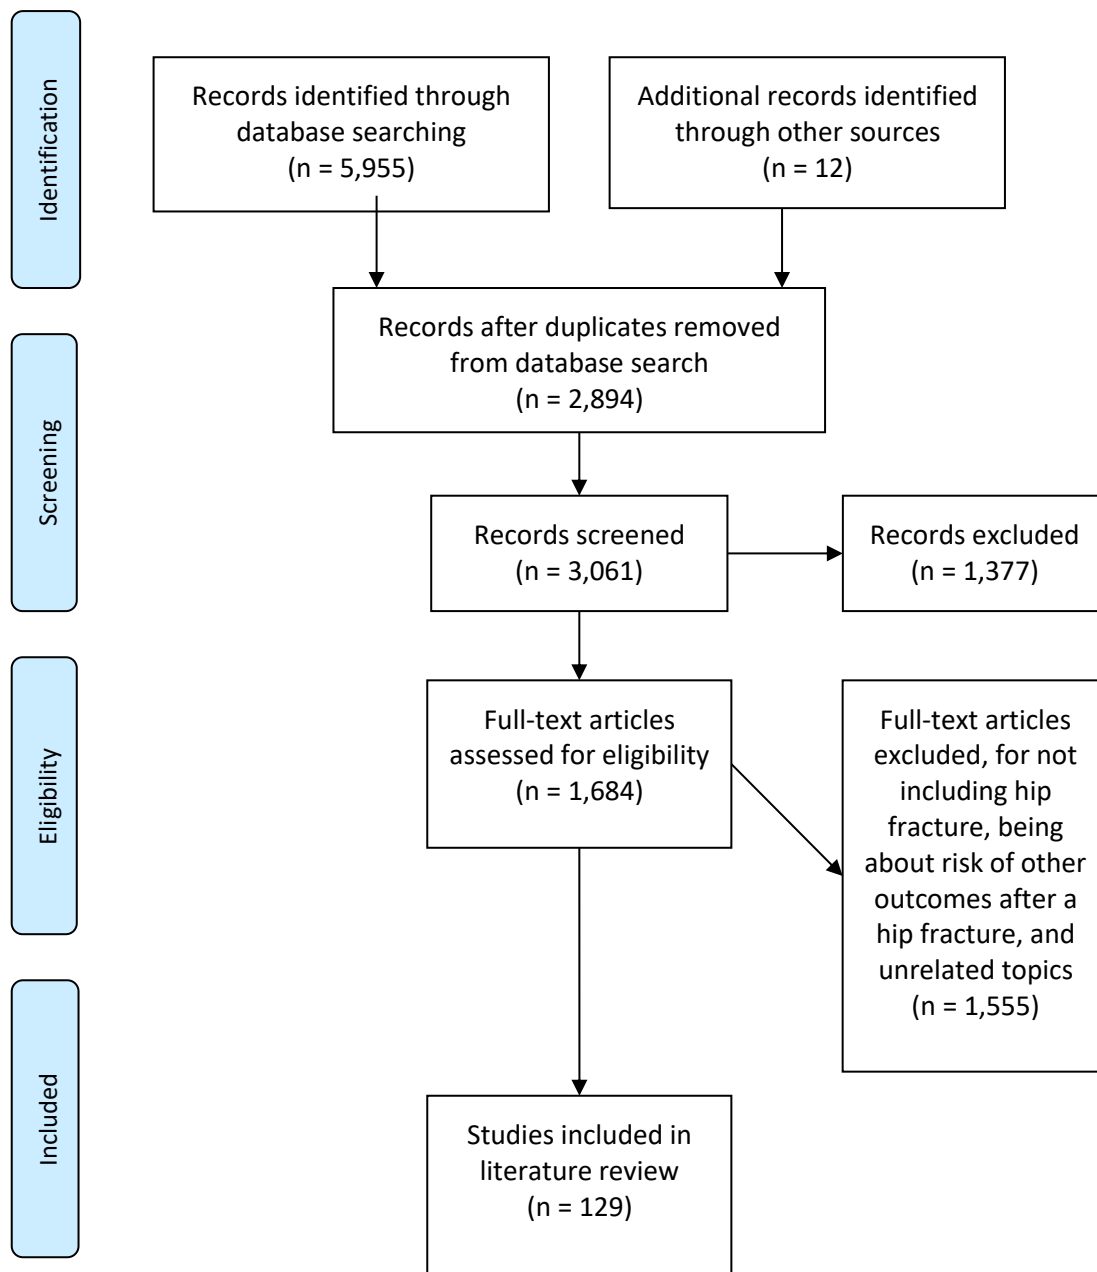 Identification
Records identified through
database searching
(n = 5,955)
Additional records identified
through other sources
(n = 12)
Records after duplicates removed
from database search
(n = 2,894)
Screening
Records screened
(n = 3,061)
Records excluded
(n = 1,377)
Eligibility
Full-text articles
assessed for eligibility
(n = 1,684)
Full-text articles
excluded, for not
including hip
fracture, being
about risk of other
outcomes after a
hip fracture, and
unrelated topics
(n = 1,555)
Included
Studies included in
literature review
(n = 129)